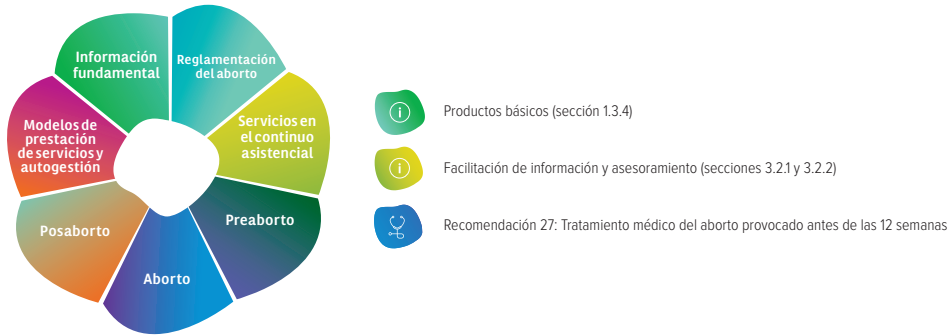 Información
fundamental
Reglamentación
del aborto
Servicios en
el continuo
asistencial
Preaborto
Aborto
Posaborto
Modelos de
prestación
de servicios y
autogestión
Productos básicos (sección 1.3.4)
Facilitación de información y asesoramiento (secciones 3.2.1 y 3.2.2)
Recomendación 27: Tratamiento médico del aborto provocado antes de las 12 semanas